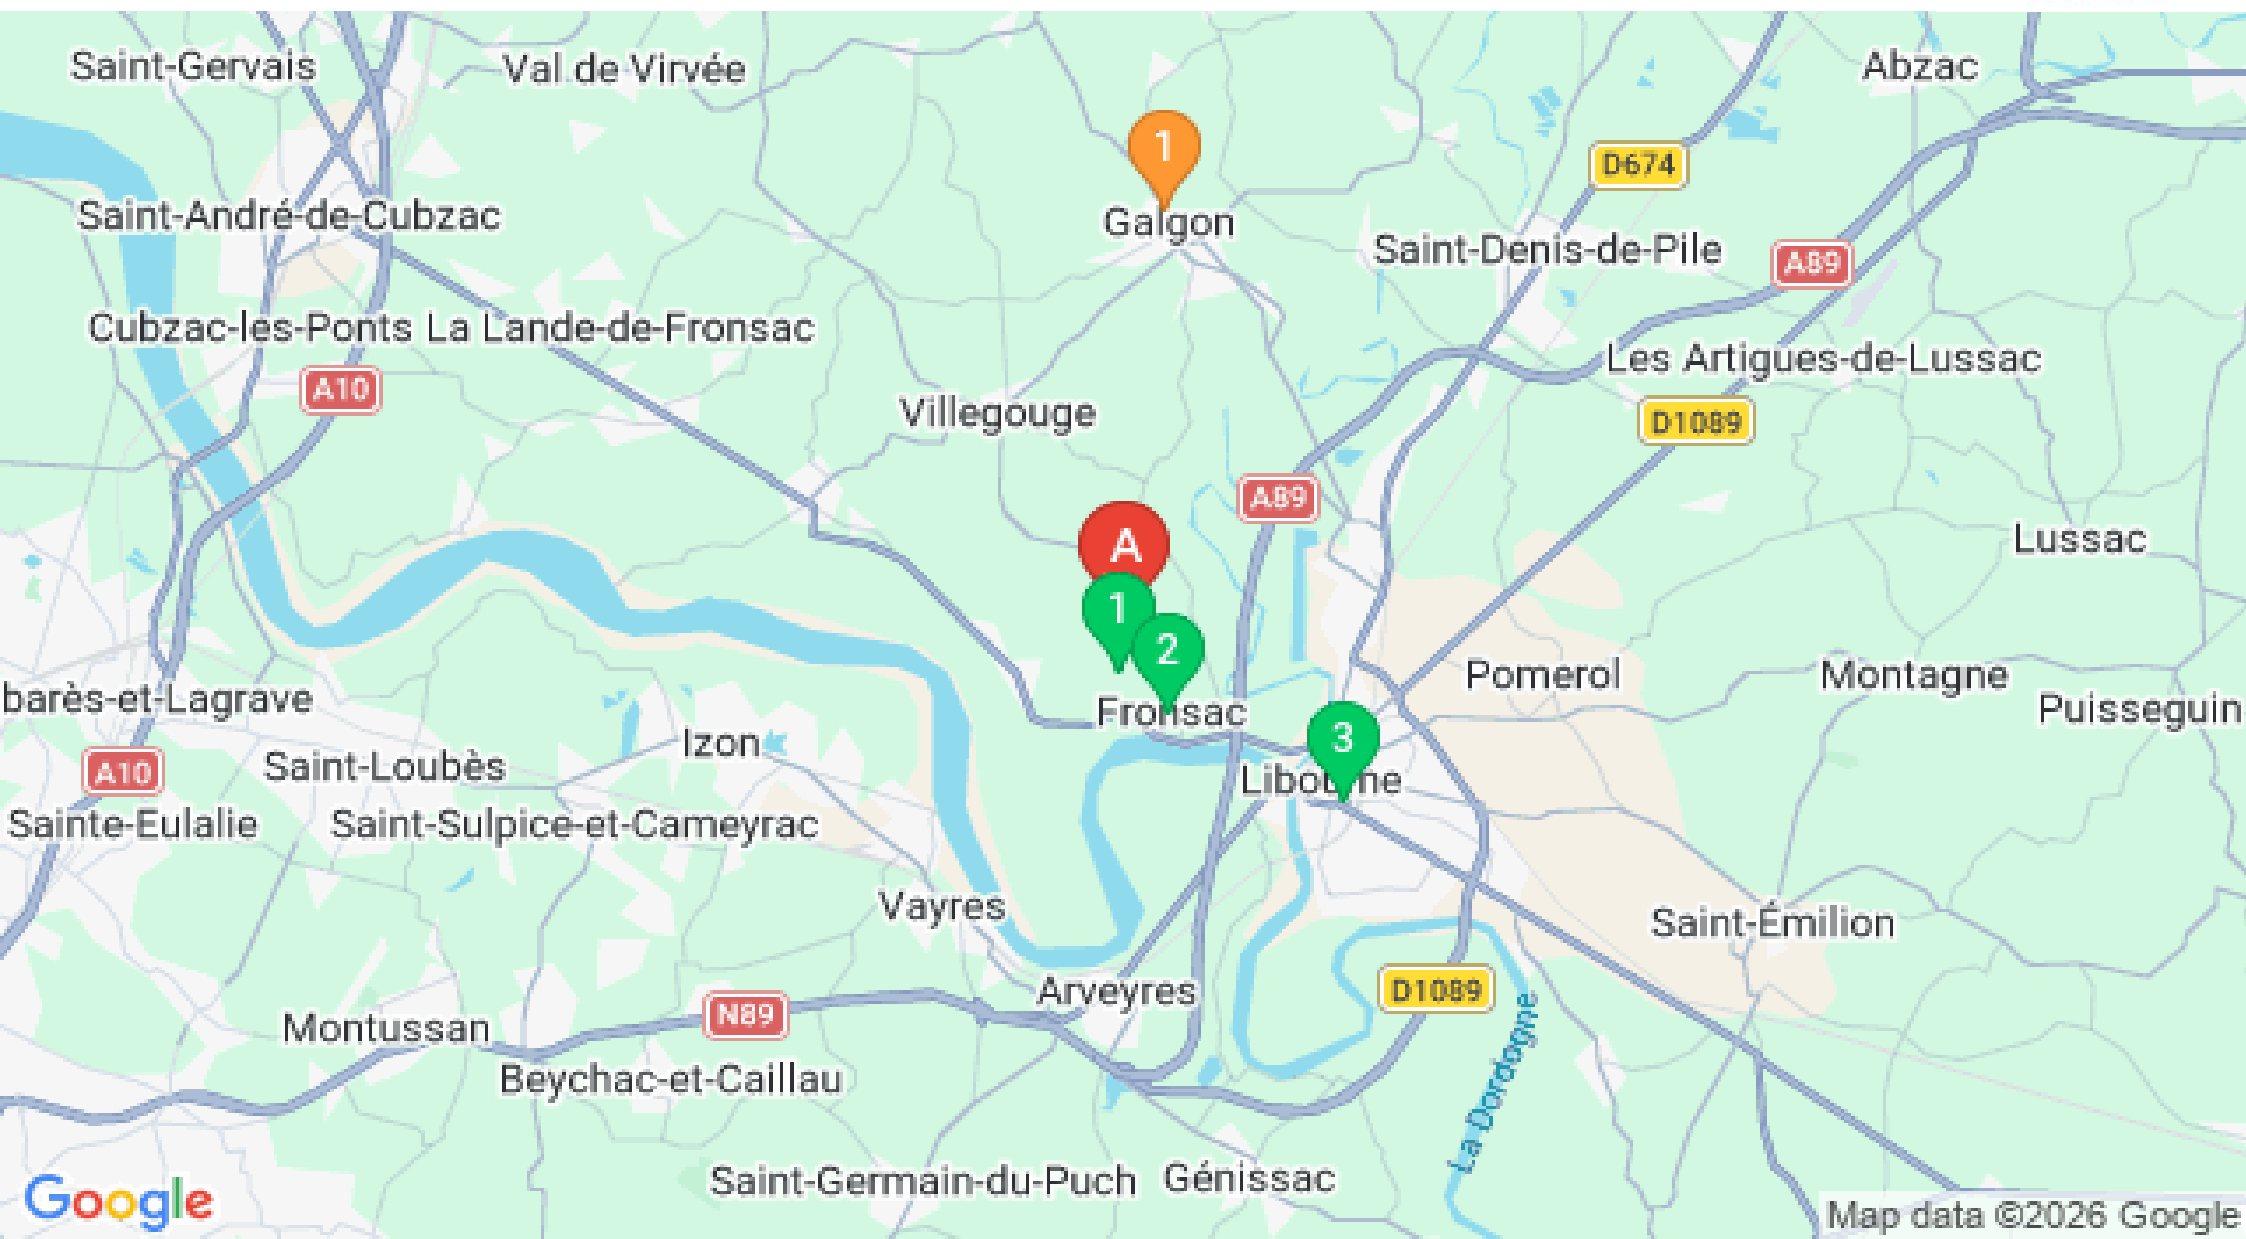 Saint-Gervais
Val de Virvée
Abzac
1
D674
Saint-André-de-Cubzac
Galgon
Saint-Denis-de-Pile
A89
Cubzac-les-Ponts
La Lande-de-Fronsac
Les Artigues-de-Lussac
A10
Villegouge
D1089
A89
A
Lussac
1
2
Pomerol
Montagne
barès-et-Lagrave
Fronsac
Puisseguin
Izon
3
A10
Saint-Loubès
Libourne
Sainte-Eulalie
Saint-Sulpice-et-Cameyrac
Vayres
Saint-Émilion
Arveyres
D1089
N89
Montussan
La Dordogne
Beychac-et-Caillau
Saint-Germain-du-Puch
Génissac
Google
Map data ©2026 Google